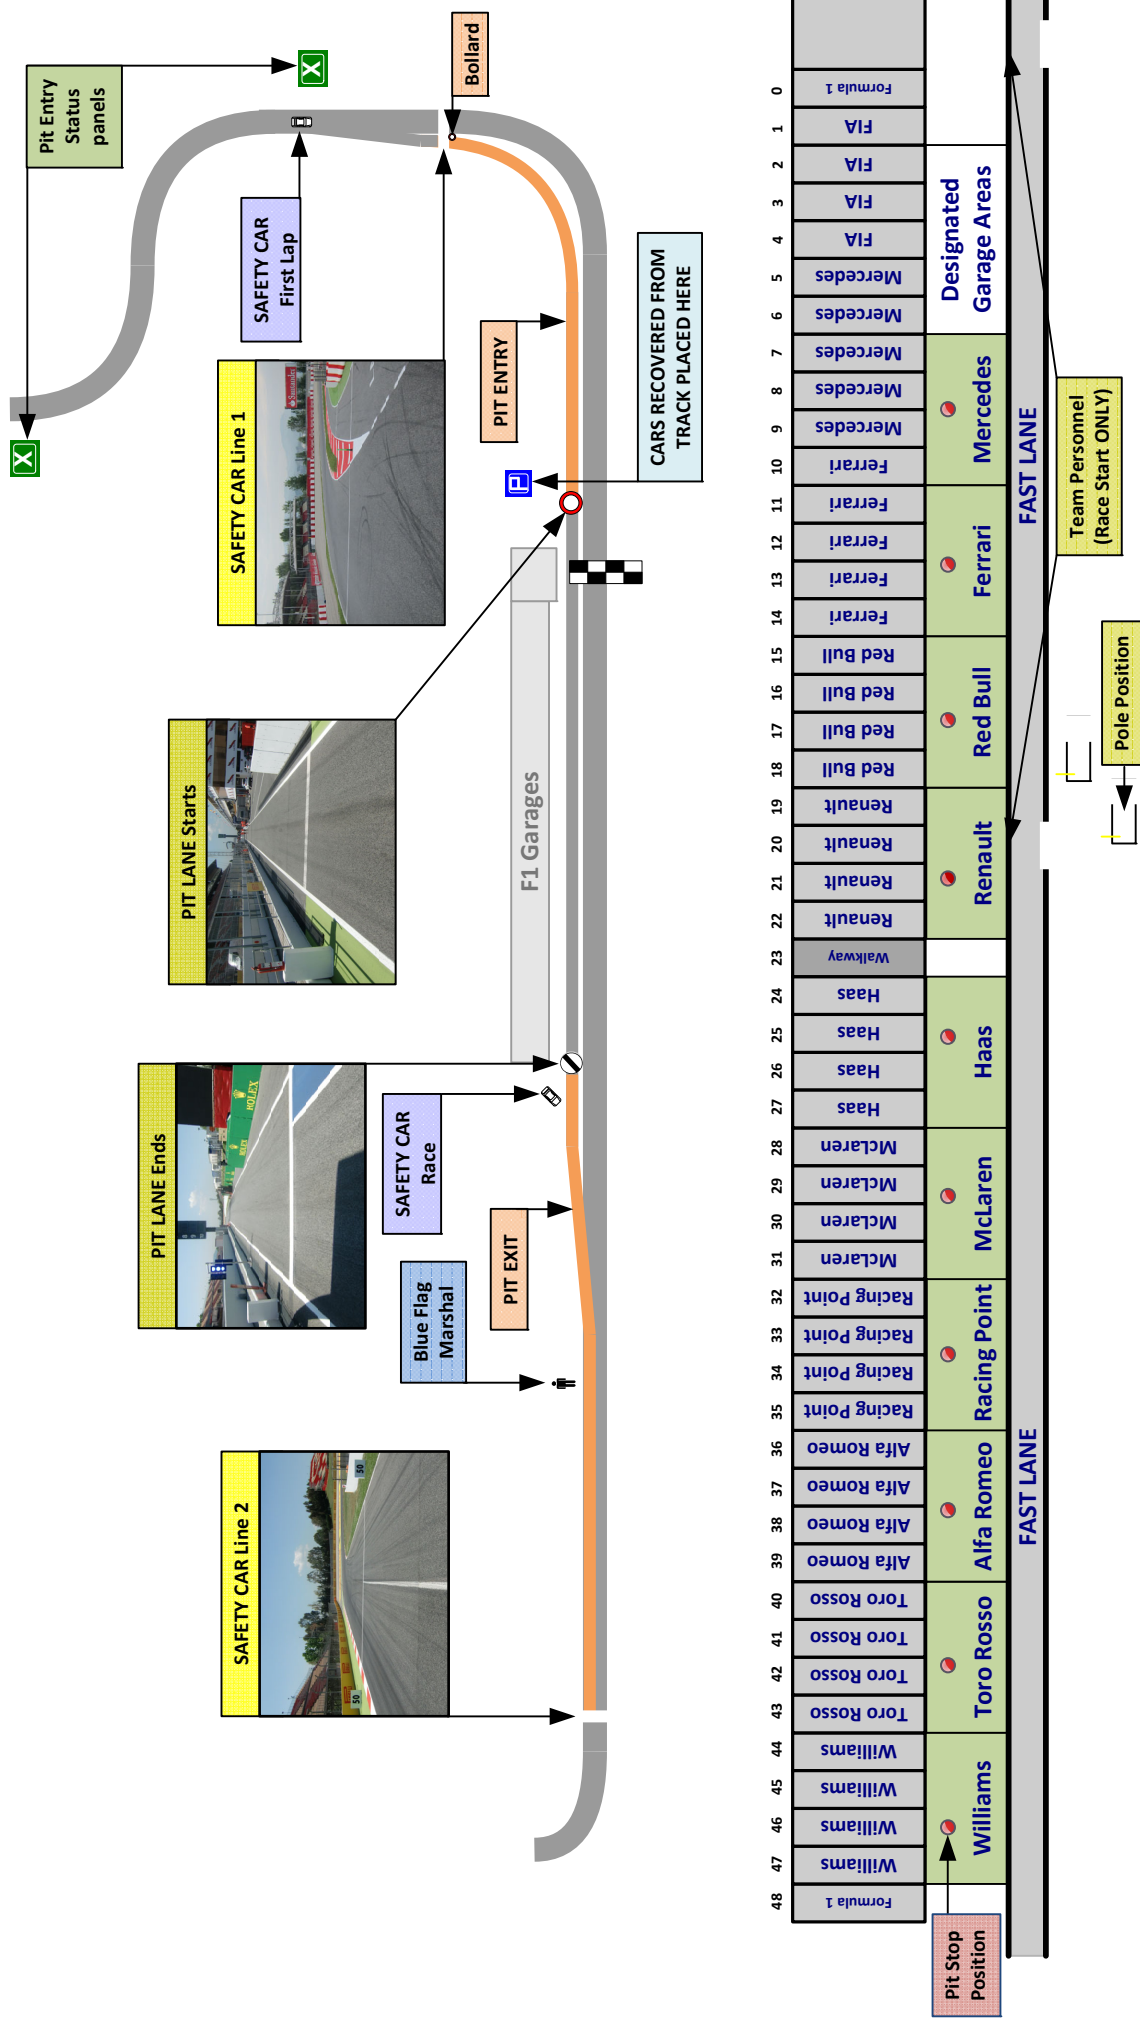 Pit Entry
Status
panels
X
X
Bollard
SAFETY CAR
First Lap
SAFETY CAR Line 1
Santander
PIT ENTRY
CARS RECOVERED FROM
TRACK PLACED HERE
P
PIT LANE Starts
F1 Garages
PIT LANE Ends
ROLEX
ROLEX
SAFETY CAR
Race
PIT EXIT
Blue Flag
Marshal
SAFETY CAR Line 2
50
50
0 Formula 1
1 FIA
2 FIA
3 FIA
4 FIA
5 Mercedes
6 Mercedes
7 Mercedes
8 Mercedes
9 Mercedes
10 Ferrari
11 Ferrari
12 Ferrari
13 Ferrari
14 Ferrari
15 Red Bull
16 Red Bull
17 Red Bull
18 Red Bull
19 Renault
20 Renault
21 Renault
22 Renault
23 Walkway
24 Haas
25 Haas
26 Haas
27 Haas
28 McLaren
29 McLaren
30 McLaren
31 McLaren
32 Racing Point
33 Racing Point
34 Racing Point
35 Racing Point
36 Alfa Romeo
37 Alfa Romeo
38 Alfa Romeo
39 Alfa Romeo
40 Toro Rosso
41 Toro Rosso
42 Toro Rosso
43 Toro Rosso
44 Williams
45 Williams
46 Williams
47 Williams
48 Formula 1
Designated
Garage Areas
Mercedes
Ferrari
Red Bull
Renault
Haas
McLaren
Racing Point
Alfa Romeo
Toro Rosso
Williams
FAST LANE
FAST LANE
Team Personnel
(Race Start ONLY)
Pole Position
Pit Stop
Position